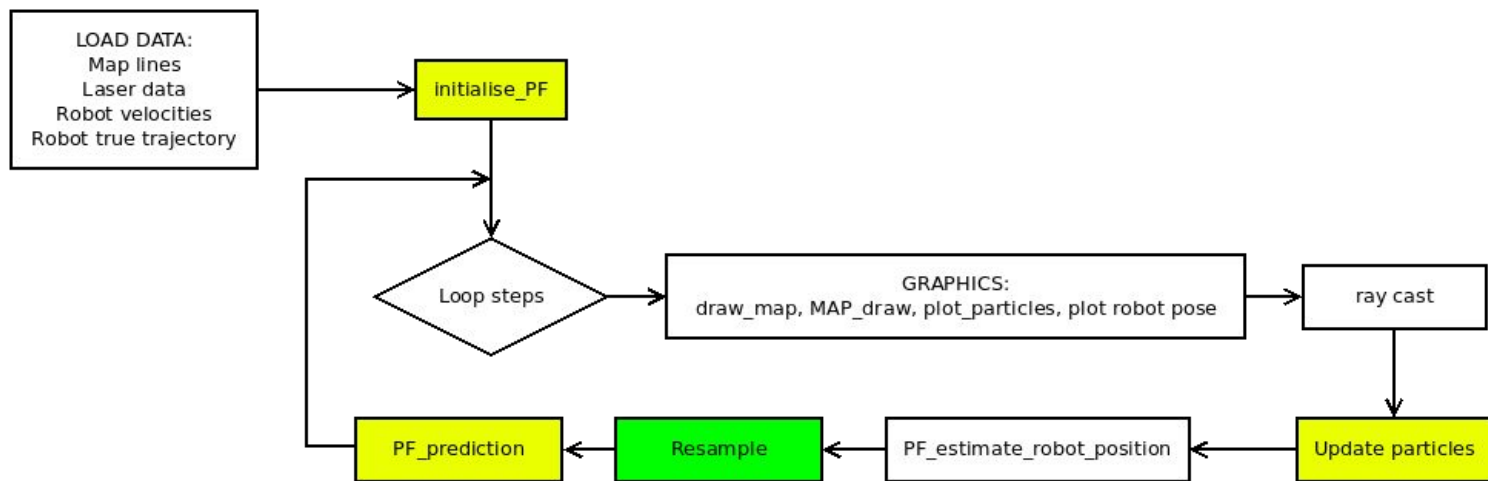 LOAD DATA:
Map lines
Laser data
Robot velocities
Robot true trajectory
initialise_PF
Loop steps
GRAPHICS:
draw_map, MAP_draw, plot_particles, plot robot pose
ray cast
Update particles
PF_estimate_robot_position
Resample
PF_prediction